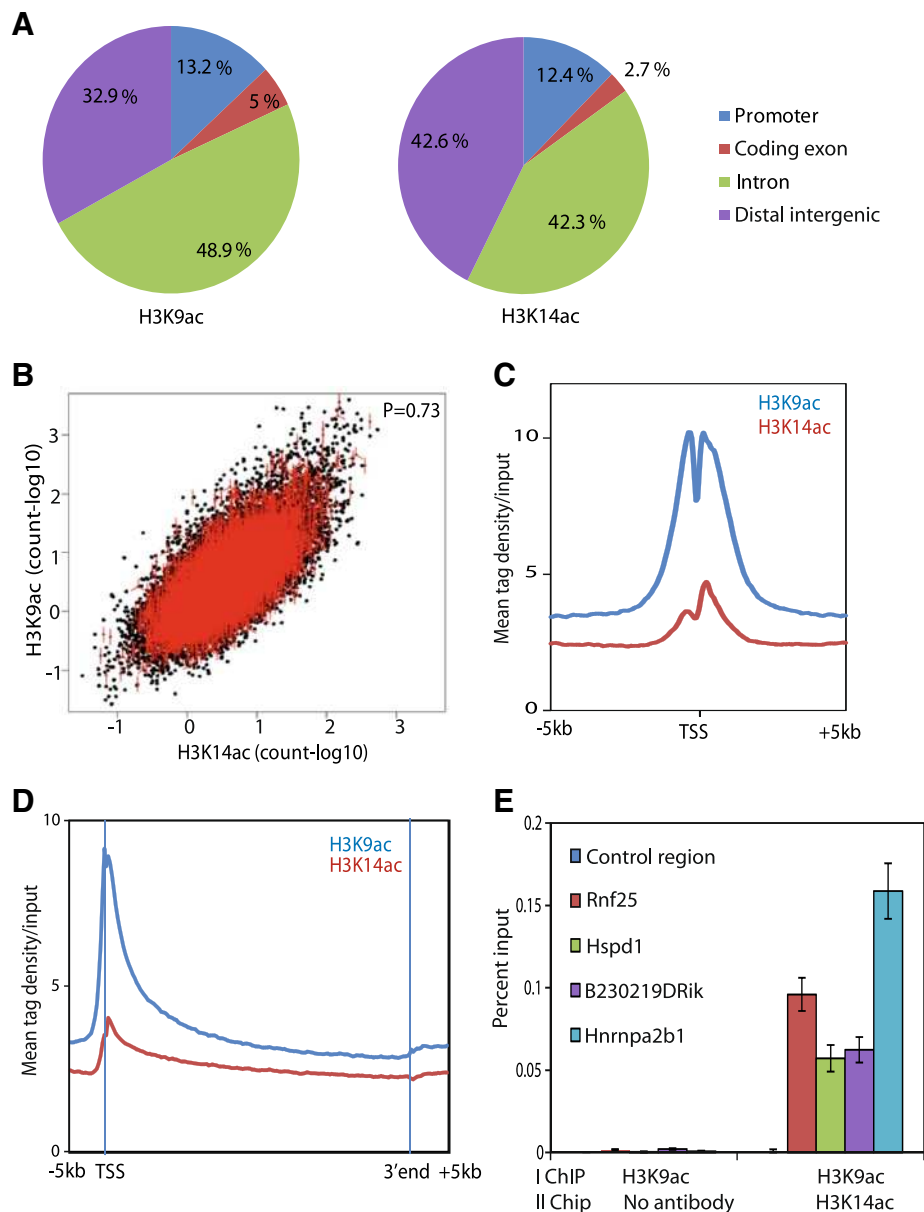 A
13.2 %
5 %
48.9 %
32.9 %
H3K9ac
12.4 %
2.7 %
42.3 %
42.6 %
H3K14ac
Promoter
Coding exon
Intron
Distal intergenic
B
P=0.73
H3K9ac (count-log10)
3
2
1
0
-1
-1 0 1 2 3
H3K14ac (count-log10)
C
H3K9ac
H3K14ac
Mean tag density/input
10
5
0
-5kb TSS +5kb
D
H3K9ac
H3K14ac
Mean tag density/input
10
5
0
-5kb TSS 3'end +5kb
E
Percent input
0.2
0.15
0.1
0.05
0
Control region
Rnf25
Hspd1
B230219DRik
Hnrnpa2b1
I ChIP H3K9ac H3K9ac
II Chip No antibody H3K14ac